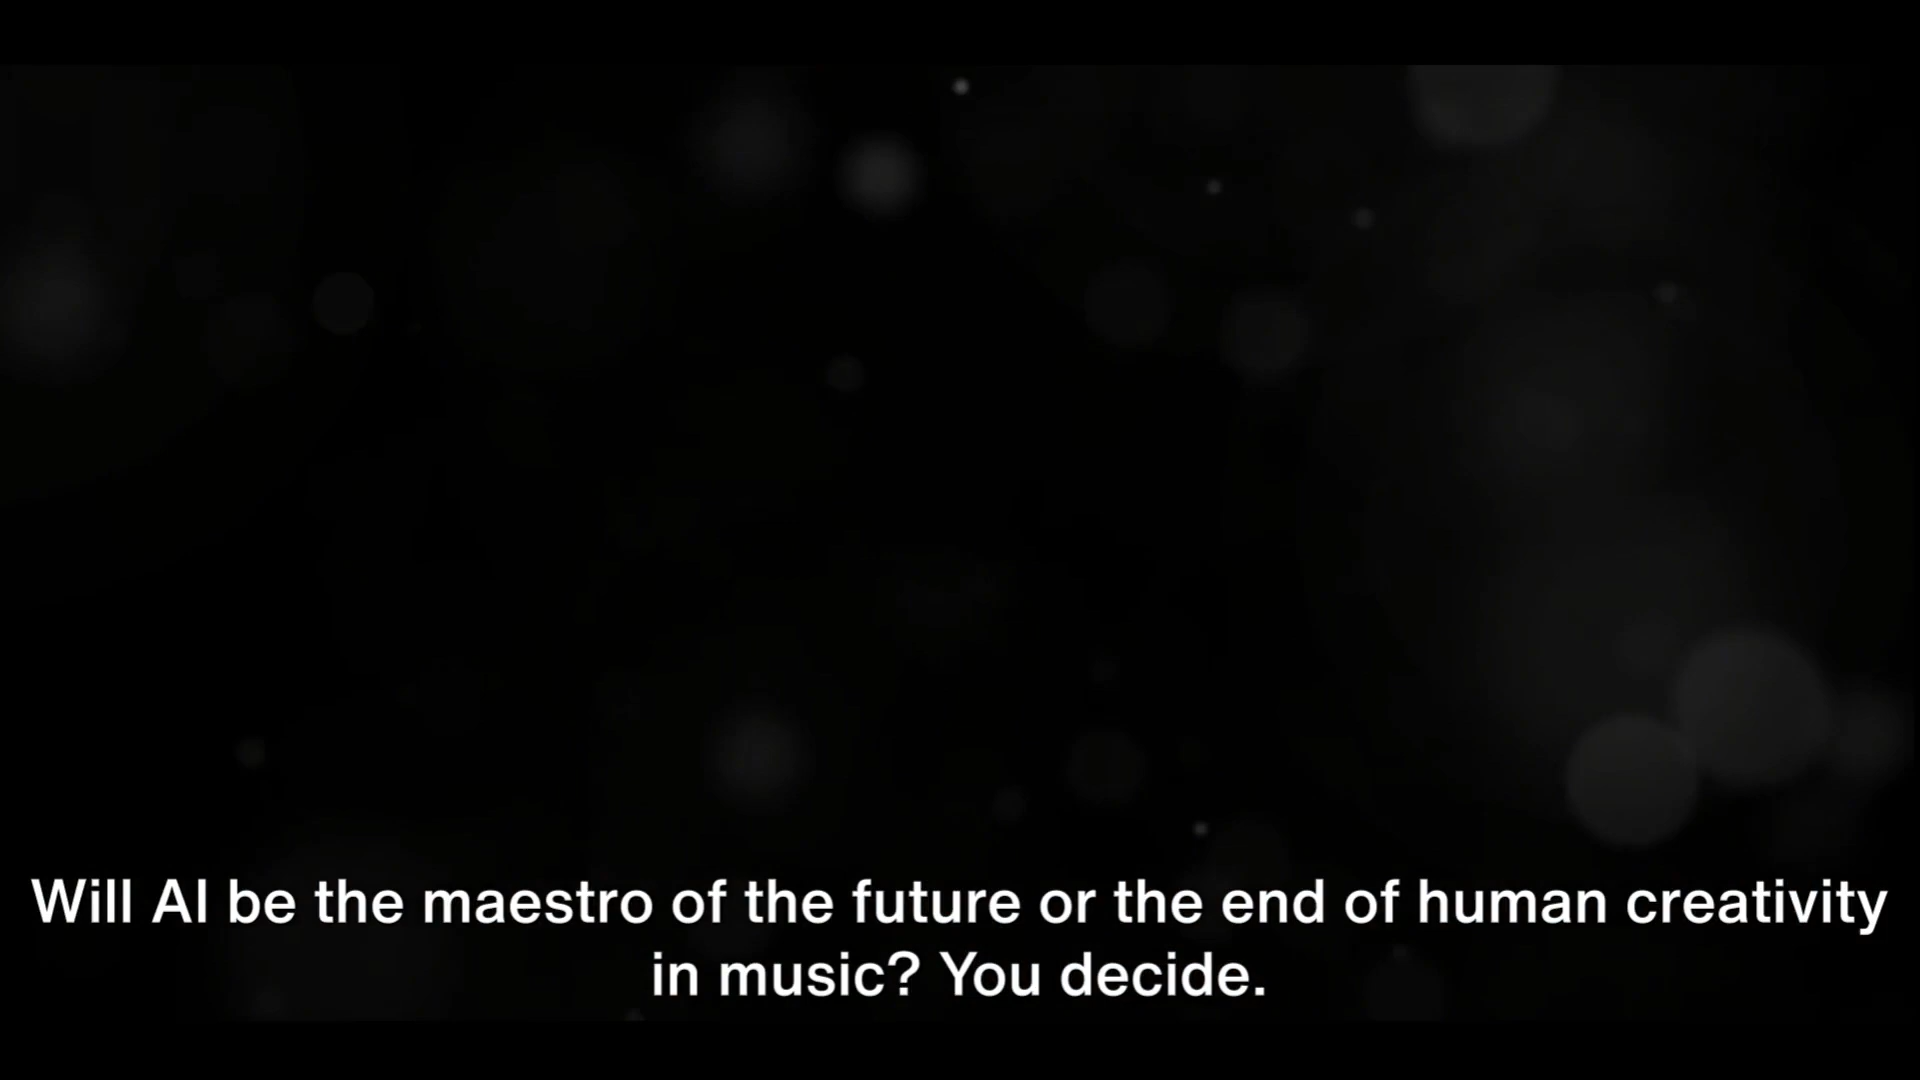 Will AI be the maestro of the future or the end of human creativity
in music? You decide.